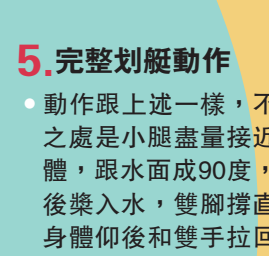 5.完整划艇動作
動作跟上述一樣，不
之處是小腿盡量接近
體，跟水面成90度，
後槳入水，雙腳撐直
身體仰後和雙手拉回